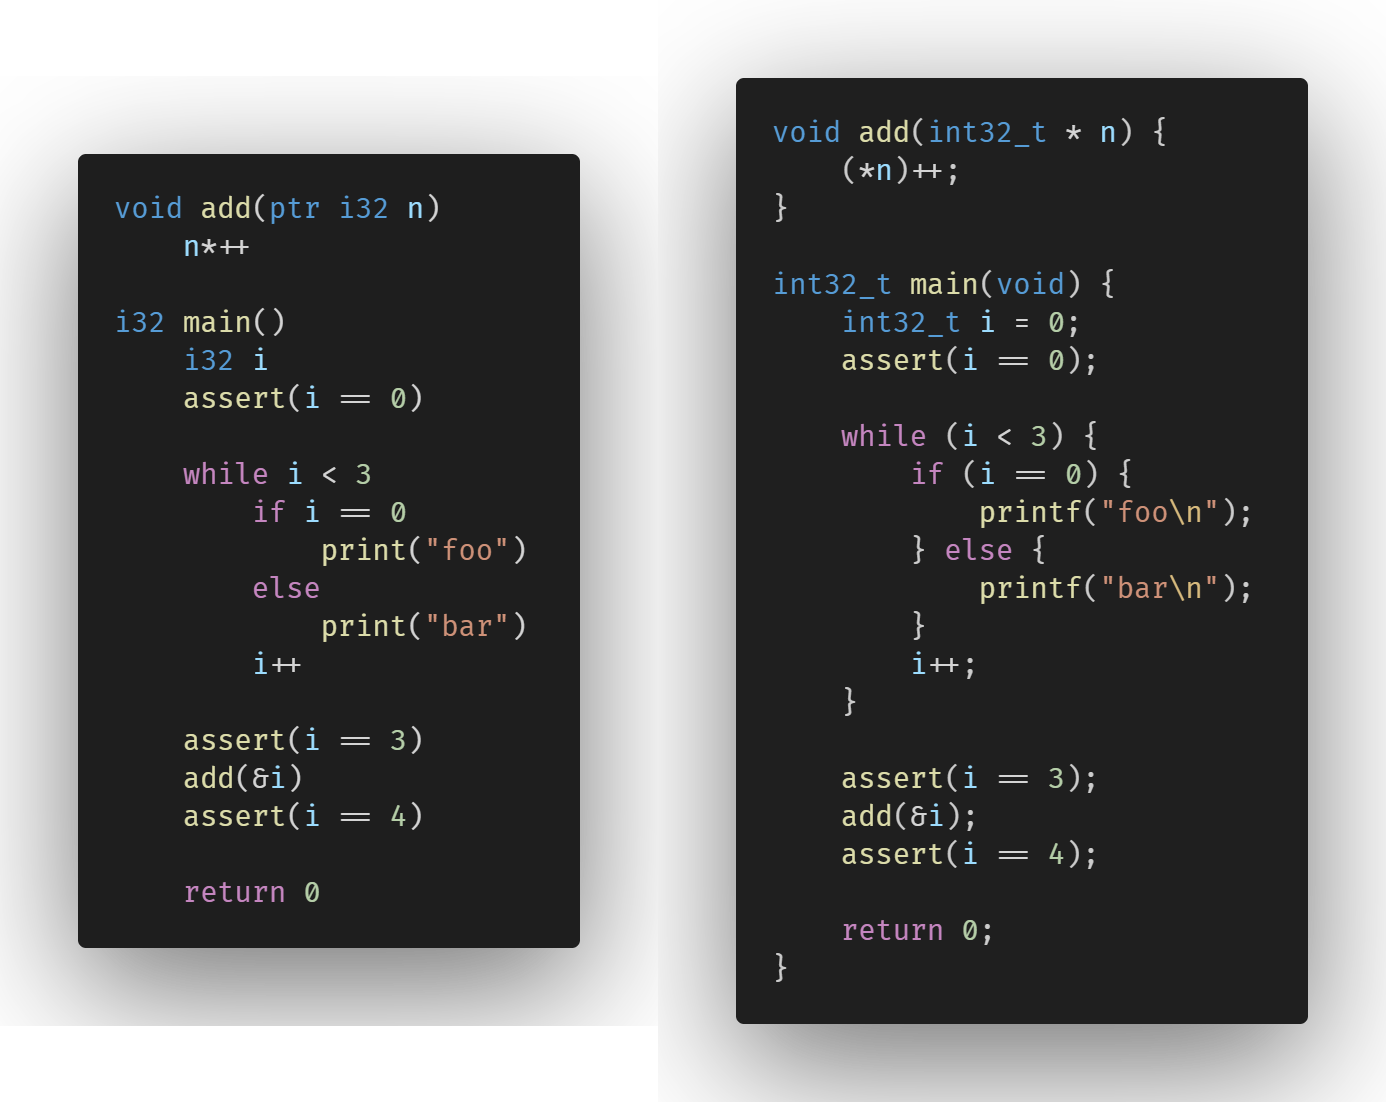 void add(ptr i32 n)
    n*++

i32 main()
    i32 i
    assert(i == 0)

    while i < 3
        if i == 0
            print("foo")
        else
            print("bar")
        i++

    assert(i == 3)
    add(&i)
    assert(i == 4)

    return 0

void add(int32_t * n) {
    (*n)++;
}

int32_t main(void) {
    int32_t i = 0;
    assert(i == 0);

    while (i < 3) {
        if (i == 0) {
            printf("foo\n");
        } else {
            printf("bar\n");
        }
        i++;
    }

    assert(i == 3);
    add(&i);
    assert(i == 4);

    return 0;
}